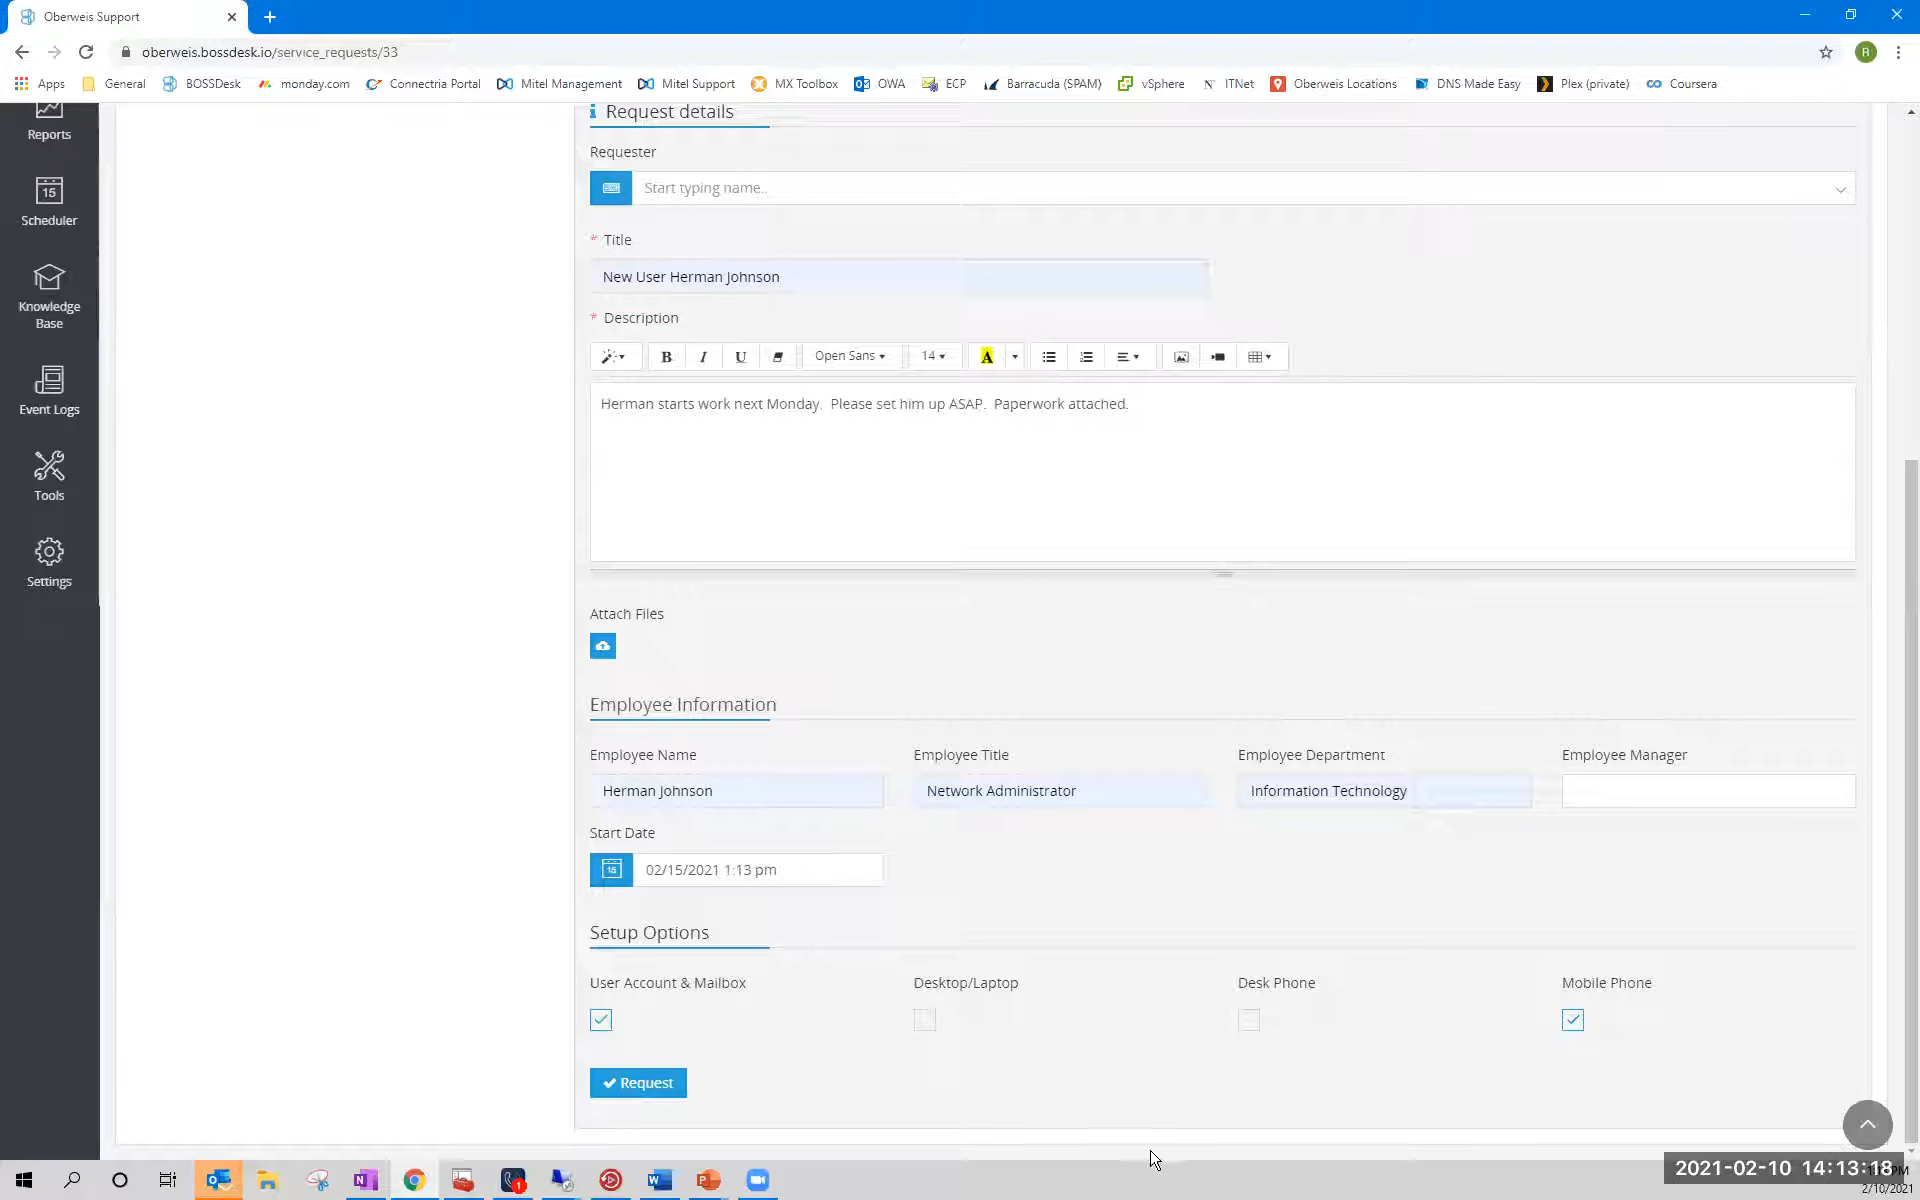 Oberweis Support
oberweis.bossdesk.io/service_requests/33
R
Apps General BOSSDesk monday.com Connectria Portal Mitel Management Mitel Support MX Toolbox OWA ECP Barracuda (SPAM) vSphere ITNet Oberweis Locations DNS Made Easy Plex (private) Coursera
Reports
15
Scheduler
Knowledge
Base
Event Logs
Tools
Settings
Request details
Requester
Start typing name..
* Title
New User Herman Johnson
* Description
B I U Open Sans 14 A
Herman starts work next Monday.  Please set him up ASAP.  Paperwork attached.
Attach Files
Employee Information
Employee Name Employee Title Employee Department Employee Manager
Herman Johnson Network Administrator Information Technology
Start Date
15 02/15/2021 1:13 pm
Setup Options
User Account & Mailbox Desktop/Laptop Desk Phone Mobile Phone
Request
2021-02-10 14:13:18
2/10/2021